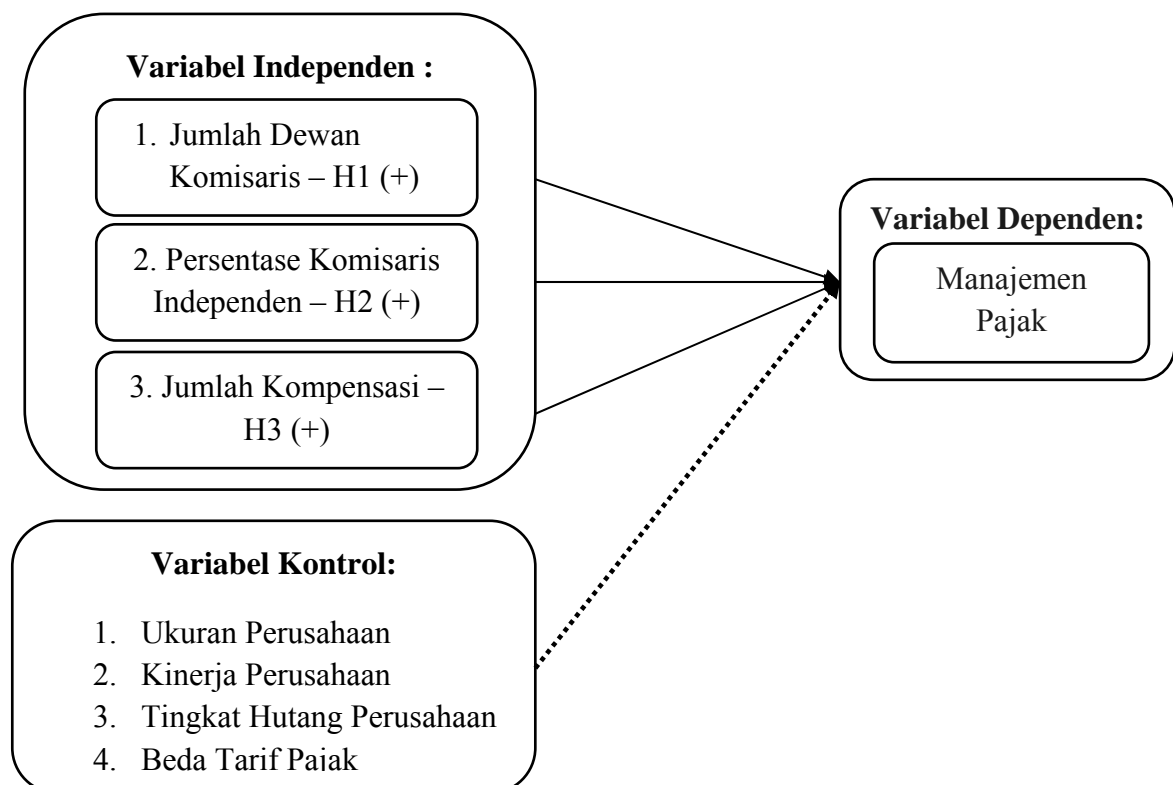 Variabel Independen :
1. Jumlah Dewan
Komisaris – H1 (+)
2. Persentase Komisaris
Independen – H2 (+)
3. Jumlah Kompensasi –
H3 (+)
Variabel Dependen:
Manajemen
Pajak
Variabel Kontrol:
1. Ukuran Perusahaan
2. Kinerja Perusahaan
3. Tingkat Hutang Perusahaan
4. Beda Tarif Pajak